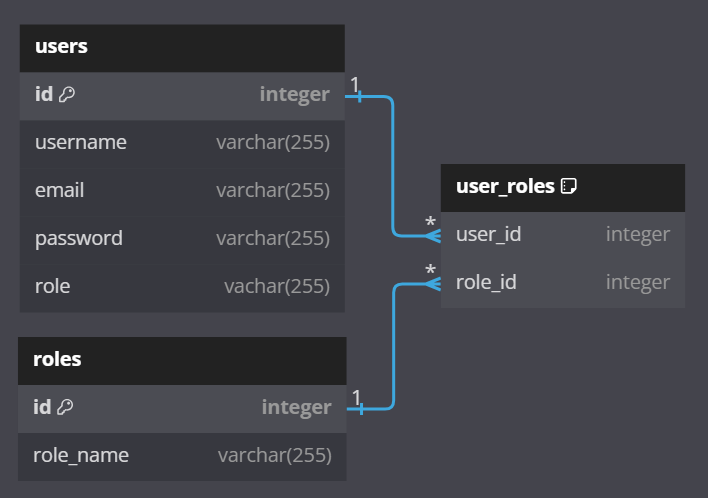 users
id integer
username varchar(255)
email varchar(255)
password varchar(255)
role vachar(255)
1
user_roles
* user_id integer
* role_id integer
roles
id integer
1
role_name varchar(255)